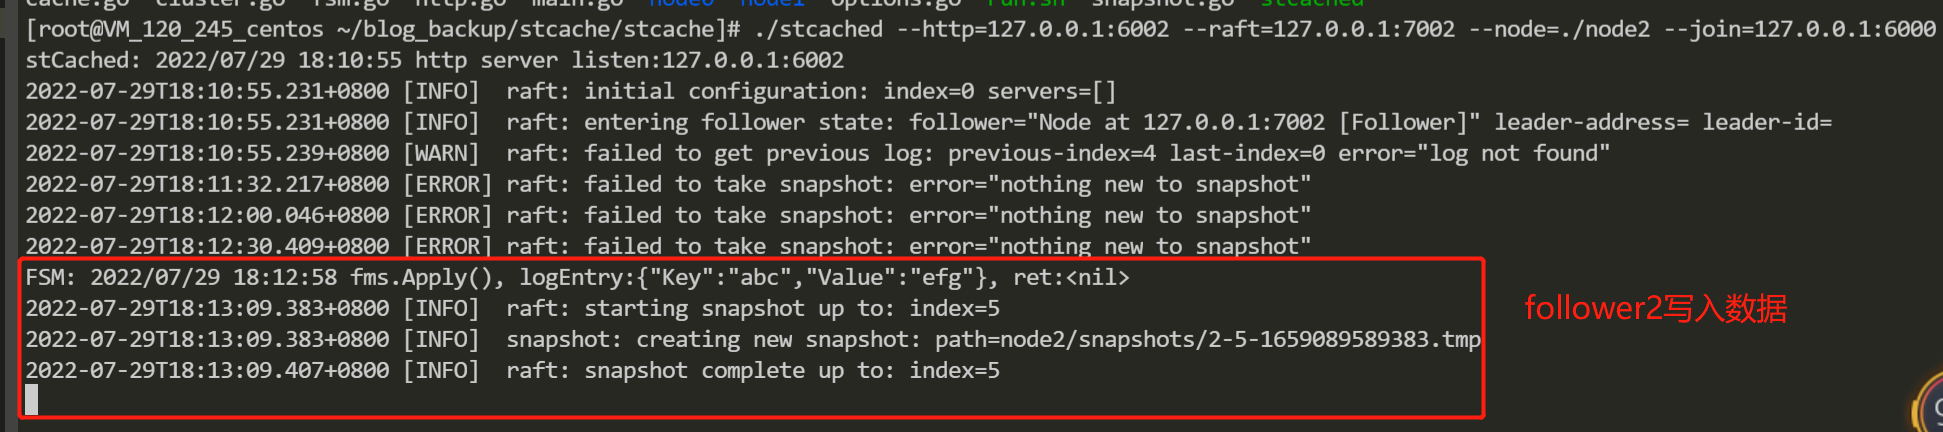 cache.go cluster.go fsm.go http.go main.go node0 node1 options.go run.sh snapshot.go stcached
[root@VM_120_245_centos ~/blog_backup/stcache/stcache]# ./stcached --http=127.0.0.1:6002 --raft=127.0.0.1:7002 --node=./node2 --join=127.0.0.1:6000
stCached: 2022/07/29 18:10:55 http server listen:127.0.0.1:6002
2022-07-29T18:10:55.231+0800 [INFO]  raft: initial configuration: index=0 servers=[]
2022-07-29T18:10:55.231+0800 [INFO]  raft: entering follower state: follower="Node at 127.0.0.1:7002 [Follower]" leader-address= leader-id=
2022-07-29T18:10:55.239+0800 [WARN]  raft: failed to get previous log: previous-index=4 last-index=0 error="log not found"
2022-07-29T18:11:32.217+0800 [ERROR] raft: failed to take snapshot: error="nothing new to snapshot"
2022-07-29T18:12:00.046+0800 [ERROR] raft: failed to take snapshot: error="nothing new to snapshot"
2022-07-29T18:12:30.409+0800 [ERROR] raft: failed to take snapshot: error="nothing new to snapshot"
FSM: 2022/07/29 18:12:58 fms.Apply(), logEntry:{"Key":"abc","Value":"efg"}, ret:<nil>
2022-07-29T18:13:09.383+0800 [INFO]  raft: starting snapshot up to: index=5
2022-07-29T18:13:09.383+0800 [INFO]  snapshot: creating new snapshot: path=node2/snapshots/2-5-1659089589383.tmp
2022-07-29T18:13:09.407+0800 [INFO]  raft: snapshot complete up to: index=5
follower2写入数据